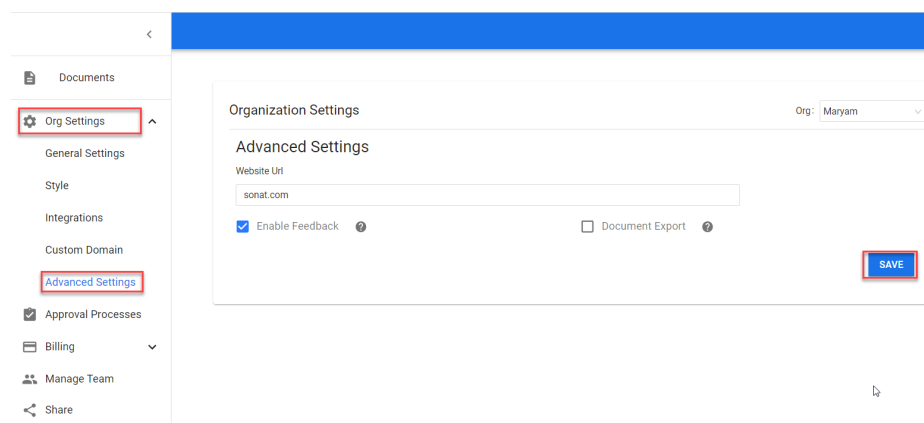 Documents
Org Settings
General Settings
Style
Integrations
Custom Domain
Advanced Settings
Approval Processes
Billing
Manage Team
Share
Organization Settings
Org: Maryam
Advanced Settings
Website Url
sonat.com
Enable Feedback
Document Export
SAVE